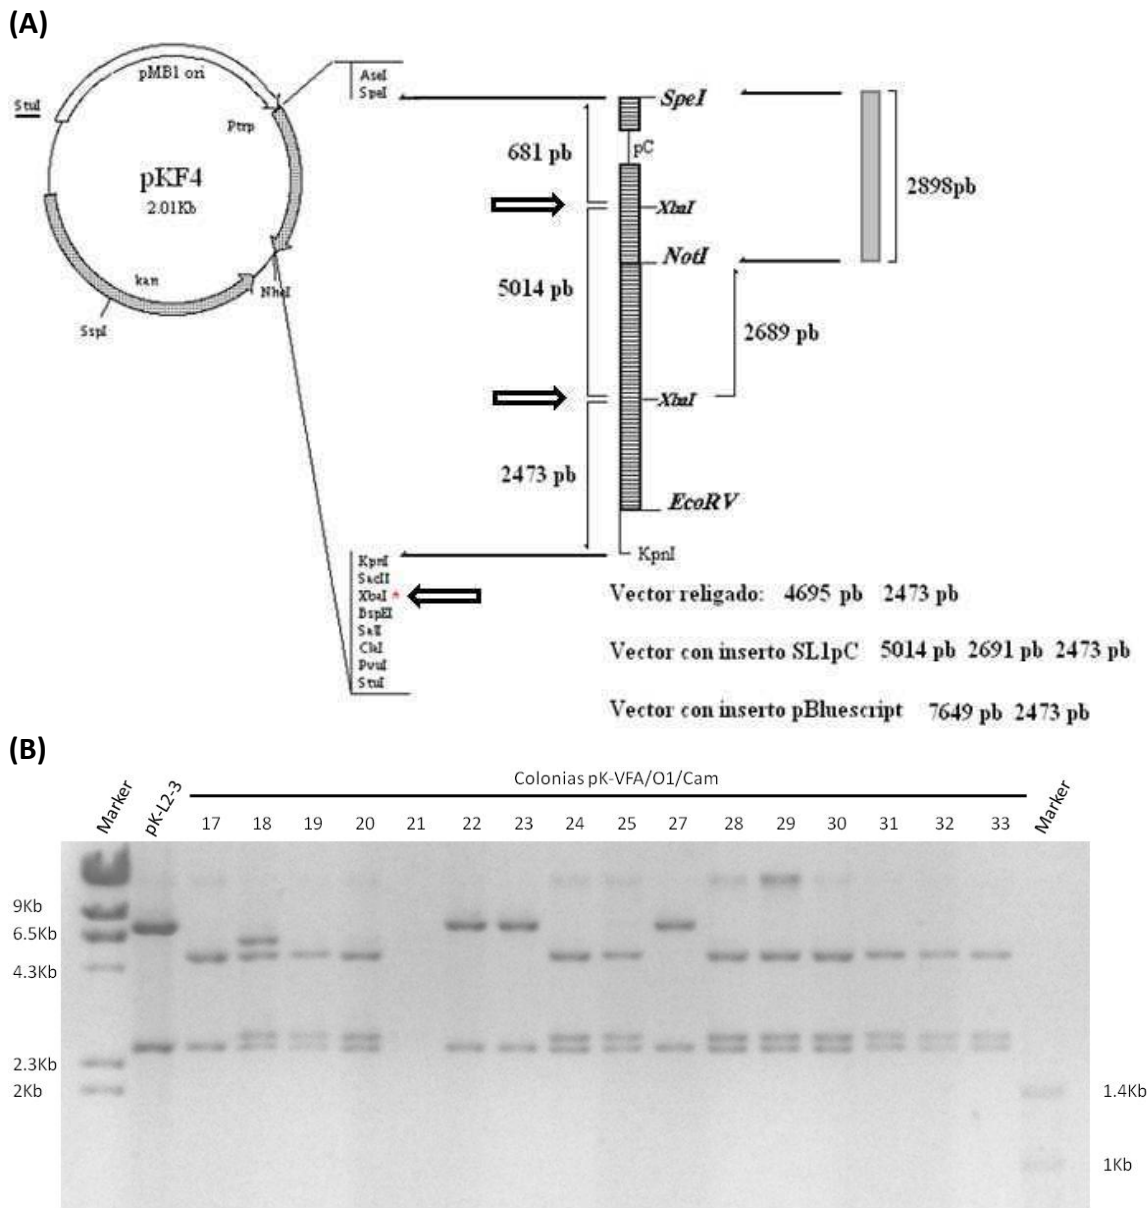 (A)
pMB1 ori
StuI
Ptrp
pKF4
2.01Kb
kan
NheI
SspI
AseI
SpeI
SpeI
681 pb
pC
2898pb
XbaI
NotI
5014 pb
2689 pb
XbaI
2473 pb
EcoRV
KpnI
KpnI
SacII
XbaI *
BspEI
SalI
ClaI
PvuI
StuI
Vector religado: 4695 pb 2473 pb
Vector con inserto SL1pC 5014 pb 2691 pb 2473 pb
Vector con inserto pBluescript 7649 pb 2473 pb
(B)
Colonias pK-VFA/O1/Cam
Marker pK-L2-3 17 18 19 20 21 22 23 24 25 27 28 29 30 31 32 33 Marker
9Kb
6.5Kb
4.3Kb
2.3Kb
2Kb
1.4Kb
1Kb